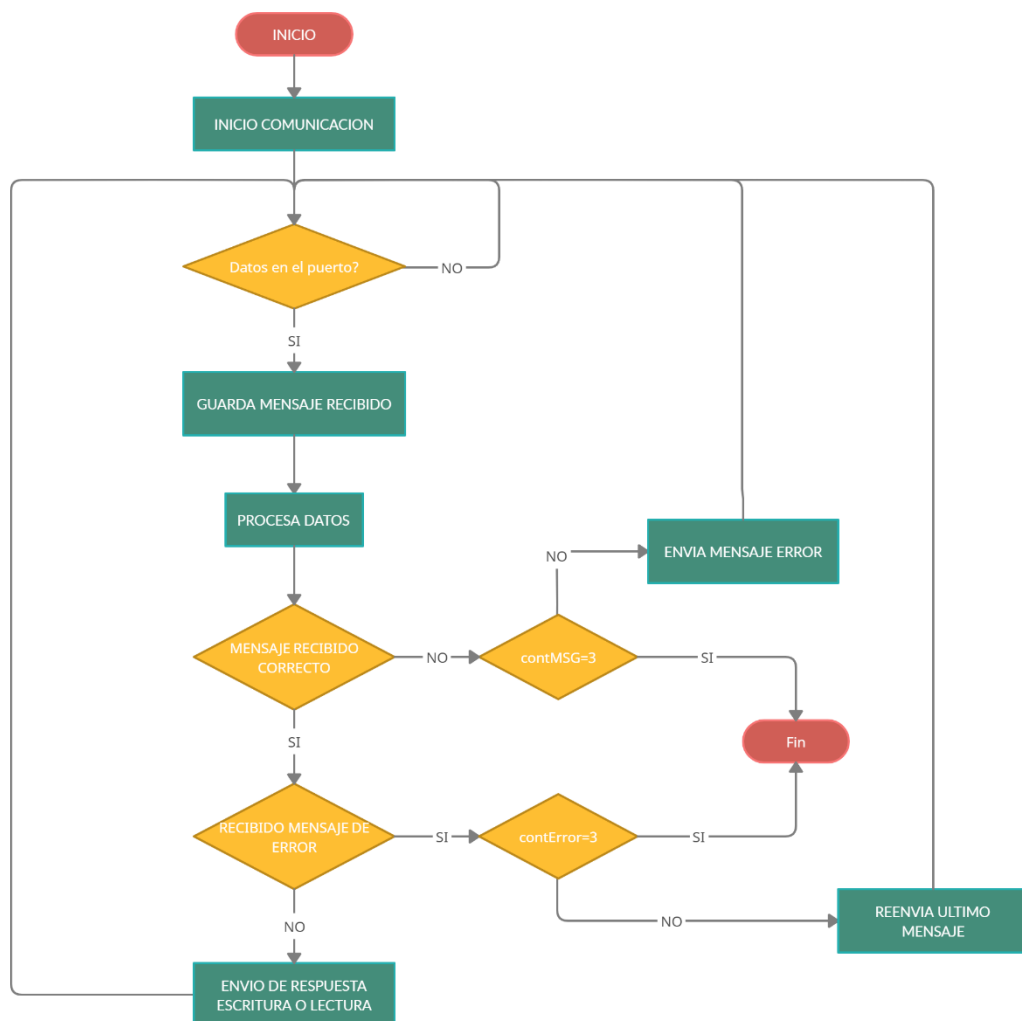 INICIO
INICIO COMUNICACION
Datos en el puerto?
NO
SI
GUARDA MENSAJE RECIBIDO
PROCESA DATOS
NO
ENVIA MENSAJE ERROR
MENSAJE RECIBIDO
CORRECTO
NO
contMSG=3
SI
SI
Fin
RECIBIDO MENSAJE DE
ERROR
SI
contError=3
SI
NO
NO
REENVIA ULTIMO
MENSAJE
ENVIO DE RESPUESTA
ESCRITURA O LECTURA